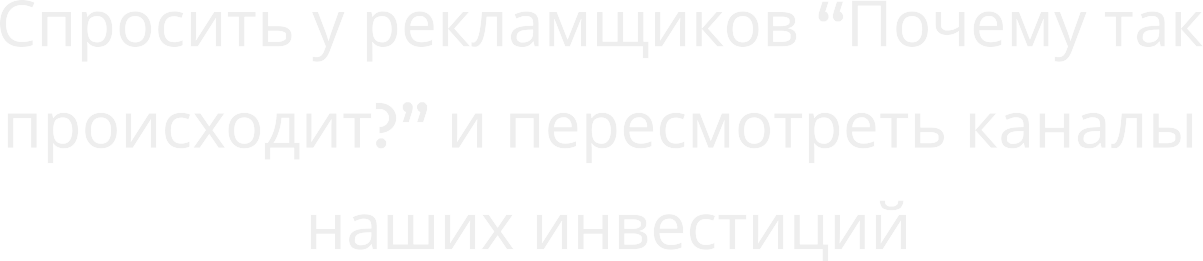 Спросить у рекламщиков “Почему так
происходит?” и пересмотреть каналы
наших инвестиций